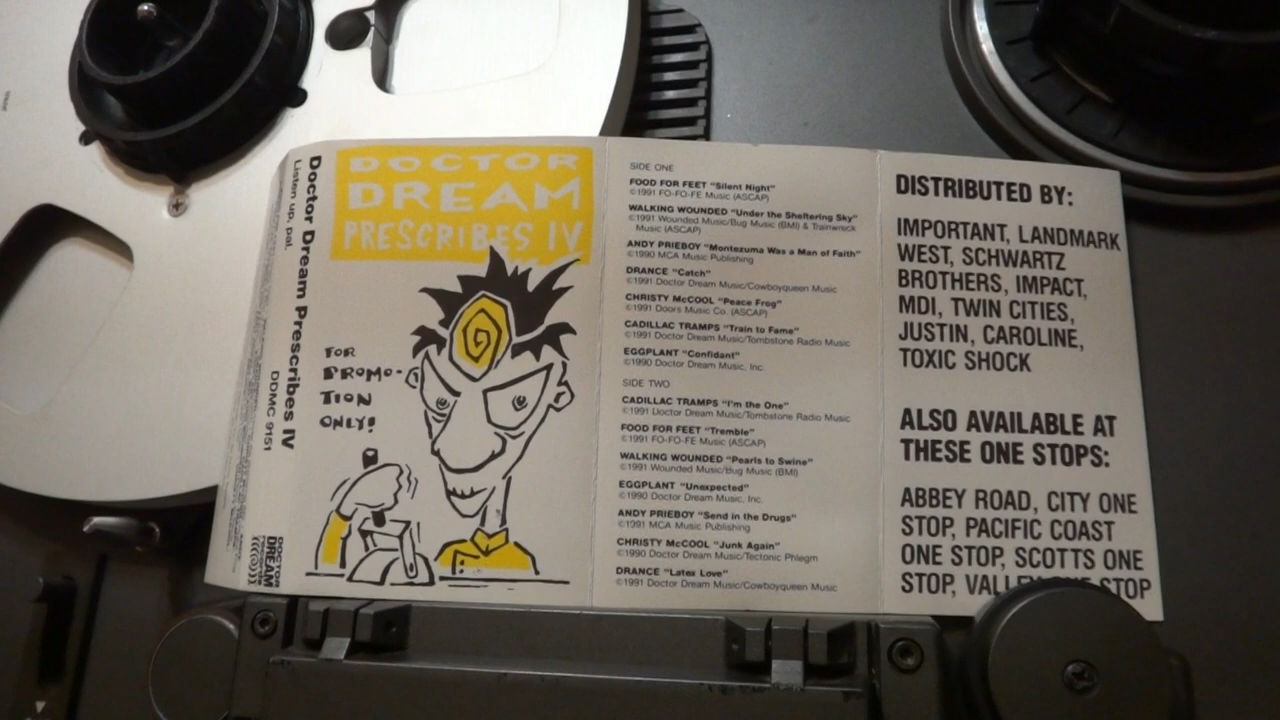 Doctor Dream Prescribes IV
Listen up, pal.
DDMC 9151
DOCTOR
DREAM
RECORDS
DOCTOR
DREAM
PRESCRIBES IV
FOR
PROMO-
TION
ONLY!
SIDE ONE
FOOD FOR FEET "Silent Night"
©1991 FO-FO-FE Music (ASCAP)
WALKING WOUNDED "Under the Sheltering Sky"
©1991 Wounded Music/Bug Music (BMI) & Trainwreck
Music (ASCAP)
ANDY PRIEBOY "Montezuma Was a Man of Faith"
©1990 MCA Music Publishing
DRANCE "Catch"
©1991 Doctor Dream Music/Cowboyqueen Music
CHRISTY McCOOL "Peace Frog"
©1991 Doors Music Co. (ASCAP)
CADILLAC TRAMPS "Train to Fame"
©1991 Doctor Dream Music/Tombstone Radio Music
EGGPLANT "Confidant"
©1990 Doctor Dream Music, Inc.
SIDE TWO
CADILLAC TRAMPS "I'm the One"
©1991 Doctor Dream Music/Tombstone Radio Music
FOOD FOR FEET "Tremble"
©1991 FO-FO-FE Music (ASCAP)
WALKING WOUNDED "Pearls to Swine"
©1991 Wounded Music/Bug Music (BMI)
EGGPLANT "Unexpected"
©1990 Doctor Dream Music, Inc.
ANDY PRIEBOY "Send in the Drugs"
©1991 MCA Music Publishing
CHRISTY McCOOL "Junk Again"
©1990 Doctor Dream Music/Tectonic Phlegm
DRANCE "Latex Love"
©1991 Doctor Dream Music/Cowboyqueen Music
DISTRIBUTED BY:
IMPORTANT, LANDMARK
WEST, SCHWARTZ
BROTHERS, IMPACT,
MDI, TWIN CITIES,
JUSTIN, CAROLINE,
TOXIC SHOCK
ALSO AVAILABLE AT
THESE ONE STOPS:
ABBEY ROAD, CITY ONE
STOP, PACIFIC COAST
ONE STOP, SCOTTS ONE
STOP, VALLEY ONE STOP